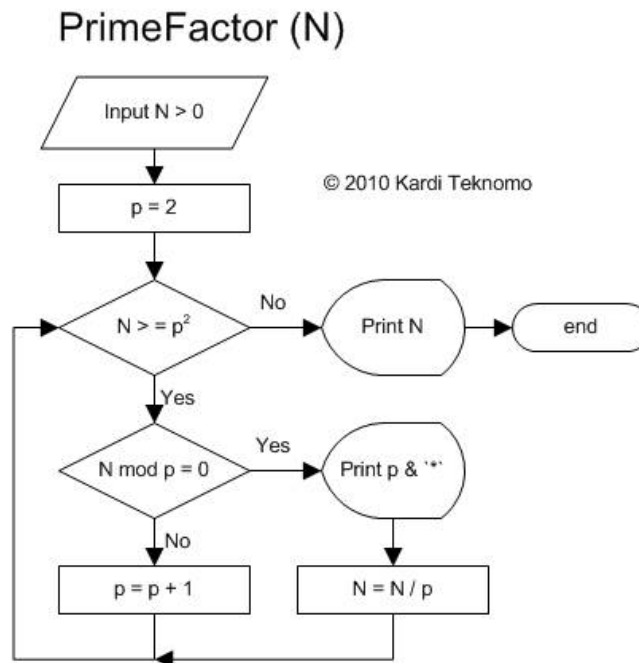 PrimeFactor (N)
Input N > 0
© 2010 Kardi Teknomo
p = 2
N > = p²
No
Print N
end
Yes
N mod p = 0
Yes
Print p & `*`
No
p = p + 1
N = N / p